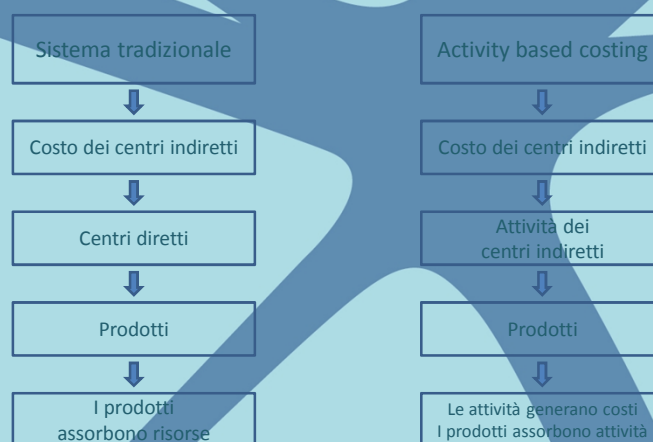 Sistema tradizionale
Costo dei centri indiretti
Centri diretti
Prodotti
I prodotti
assorbono risorse
Activity based costing
Costo dei centri indiretti
Attività dei
centri indiretti
Prodotti
Le attività generano costi
I prodotti assorbono attività